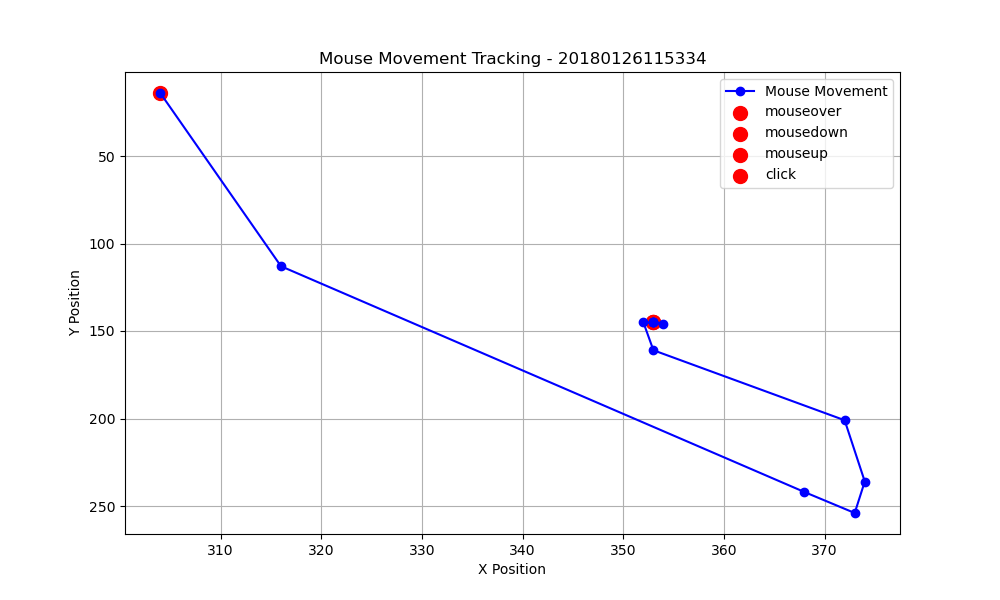 Mouse Movement Tracking - 20180126115334
Mouse Movement
mouseover
mousedown
mouseup
click
50
100
150
200
250
Y Position
310
320
330
340
350
360
370
X Position